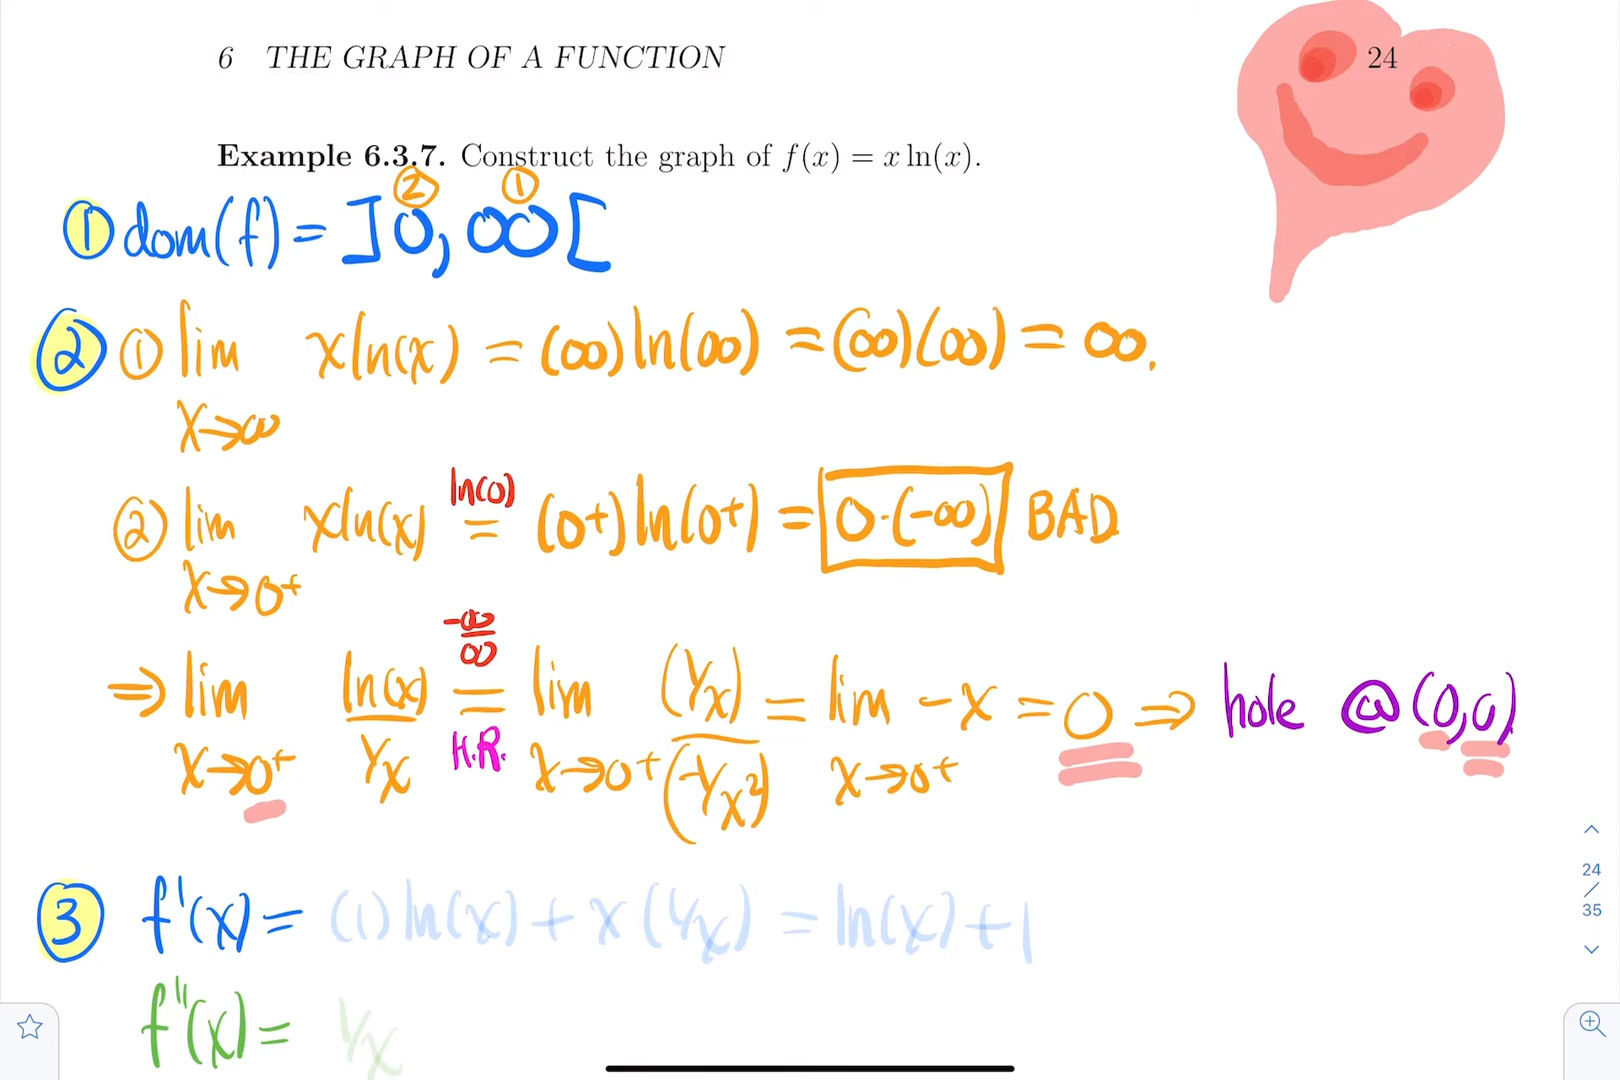 6 THE GRAPH OF A FUNCTION 24
Example 6.3.7. Construct the graph of f(x) = x ln(x).
② ①
① dom(f) = ]0, ∞[
② ① lim x→∞ xln(x) = (∞)ln(∞) = (∞)(∞) = ∞.
② lim x→0+ xln(x) =^{ln(0)} (0+)ln(0+) = 0·(-∞) BAD
⇒ lim x→0+ ln(x)/(1/x) =^{-∞/∞}_{H.R.} lim x→0+ (1/x)/(-1/x²) = lim x→0+ -x = 0 ⇒ hole @ (0,0)
③ f'(x) = (1)ln(x) + x(1/x) = ln(x)+1
f"(x) = 1/x
24
/
35